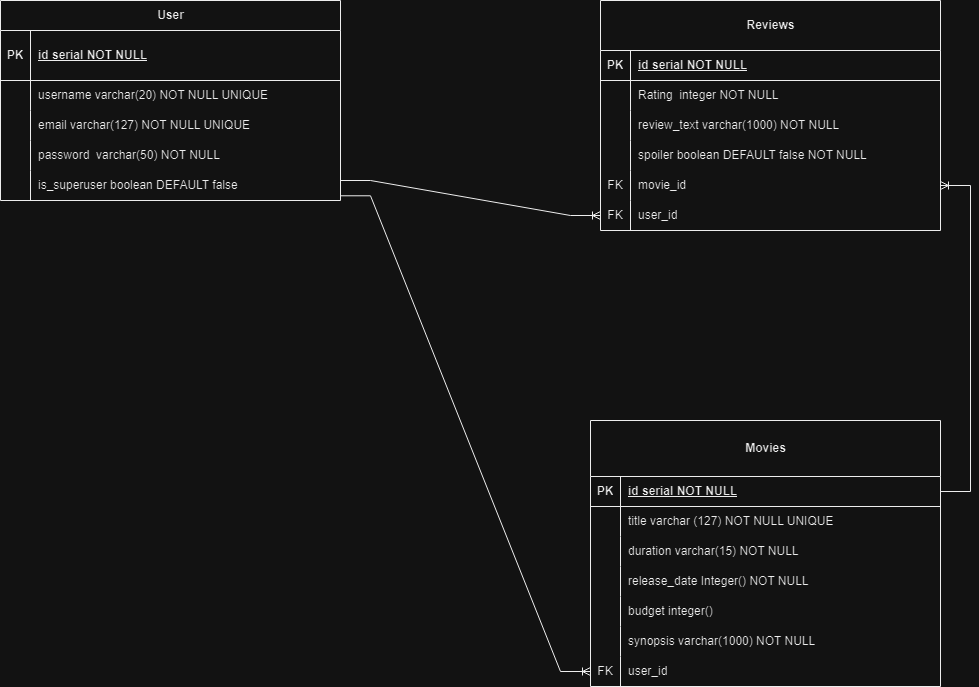 User
PK id serial NOT NULL
username varchar(20) NOT NULL UNIQUE
email varchar(127) NOT NULL UNIQUE
password  varchar(50) NOT NULL
is_superuser boolean DEFAULT false
Reviews
PK id serial NOT NULL
Rating  integer NOT NULL
review_text varchar(1000) NOT NULL
spoiler boolean DEFAULT false NOT NULL
FK movie_id
FK user_id
Movies
PK id serial NOT NULL
title varchar (127) NOT NULL UNIQUE
duration varchar(15) NOT NULL
release_date Integer() NOT NULL
budget integer()
synopsis varchar(1000) NOT NULL
FK user_id